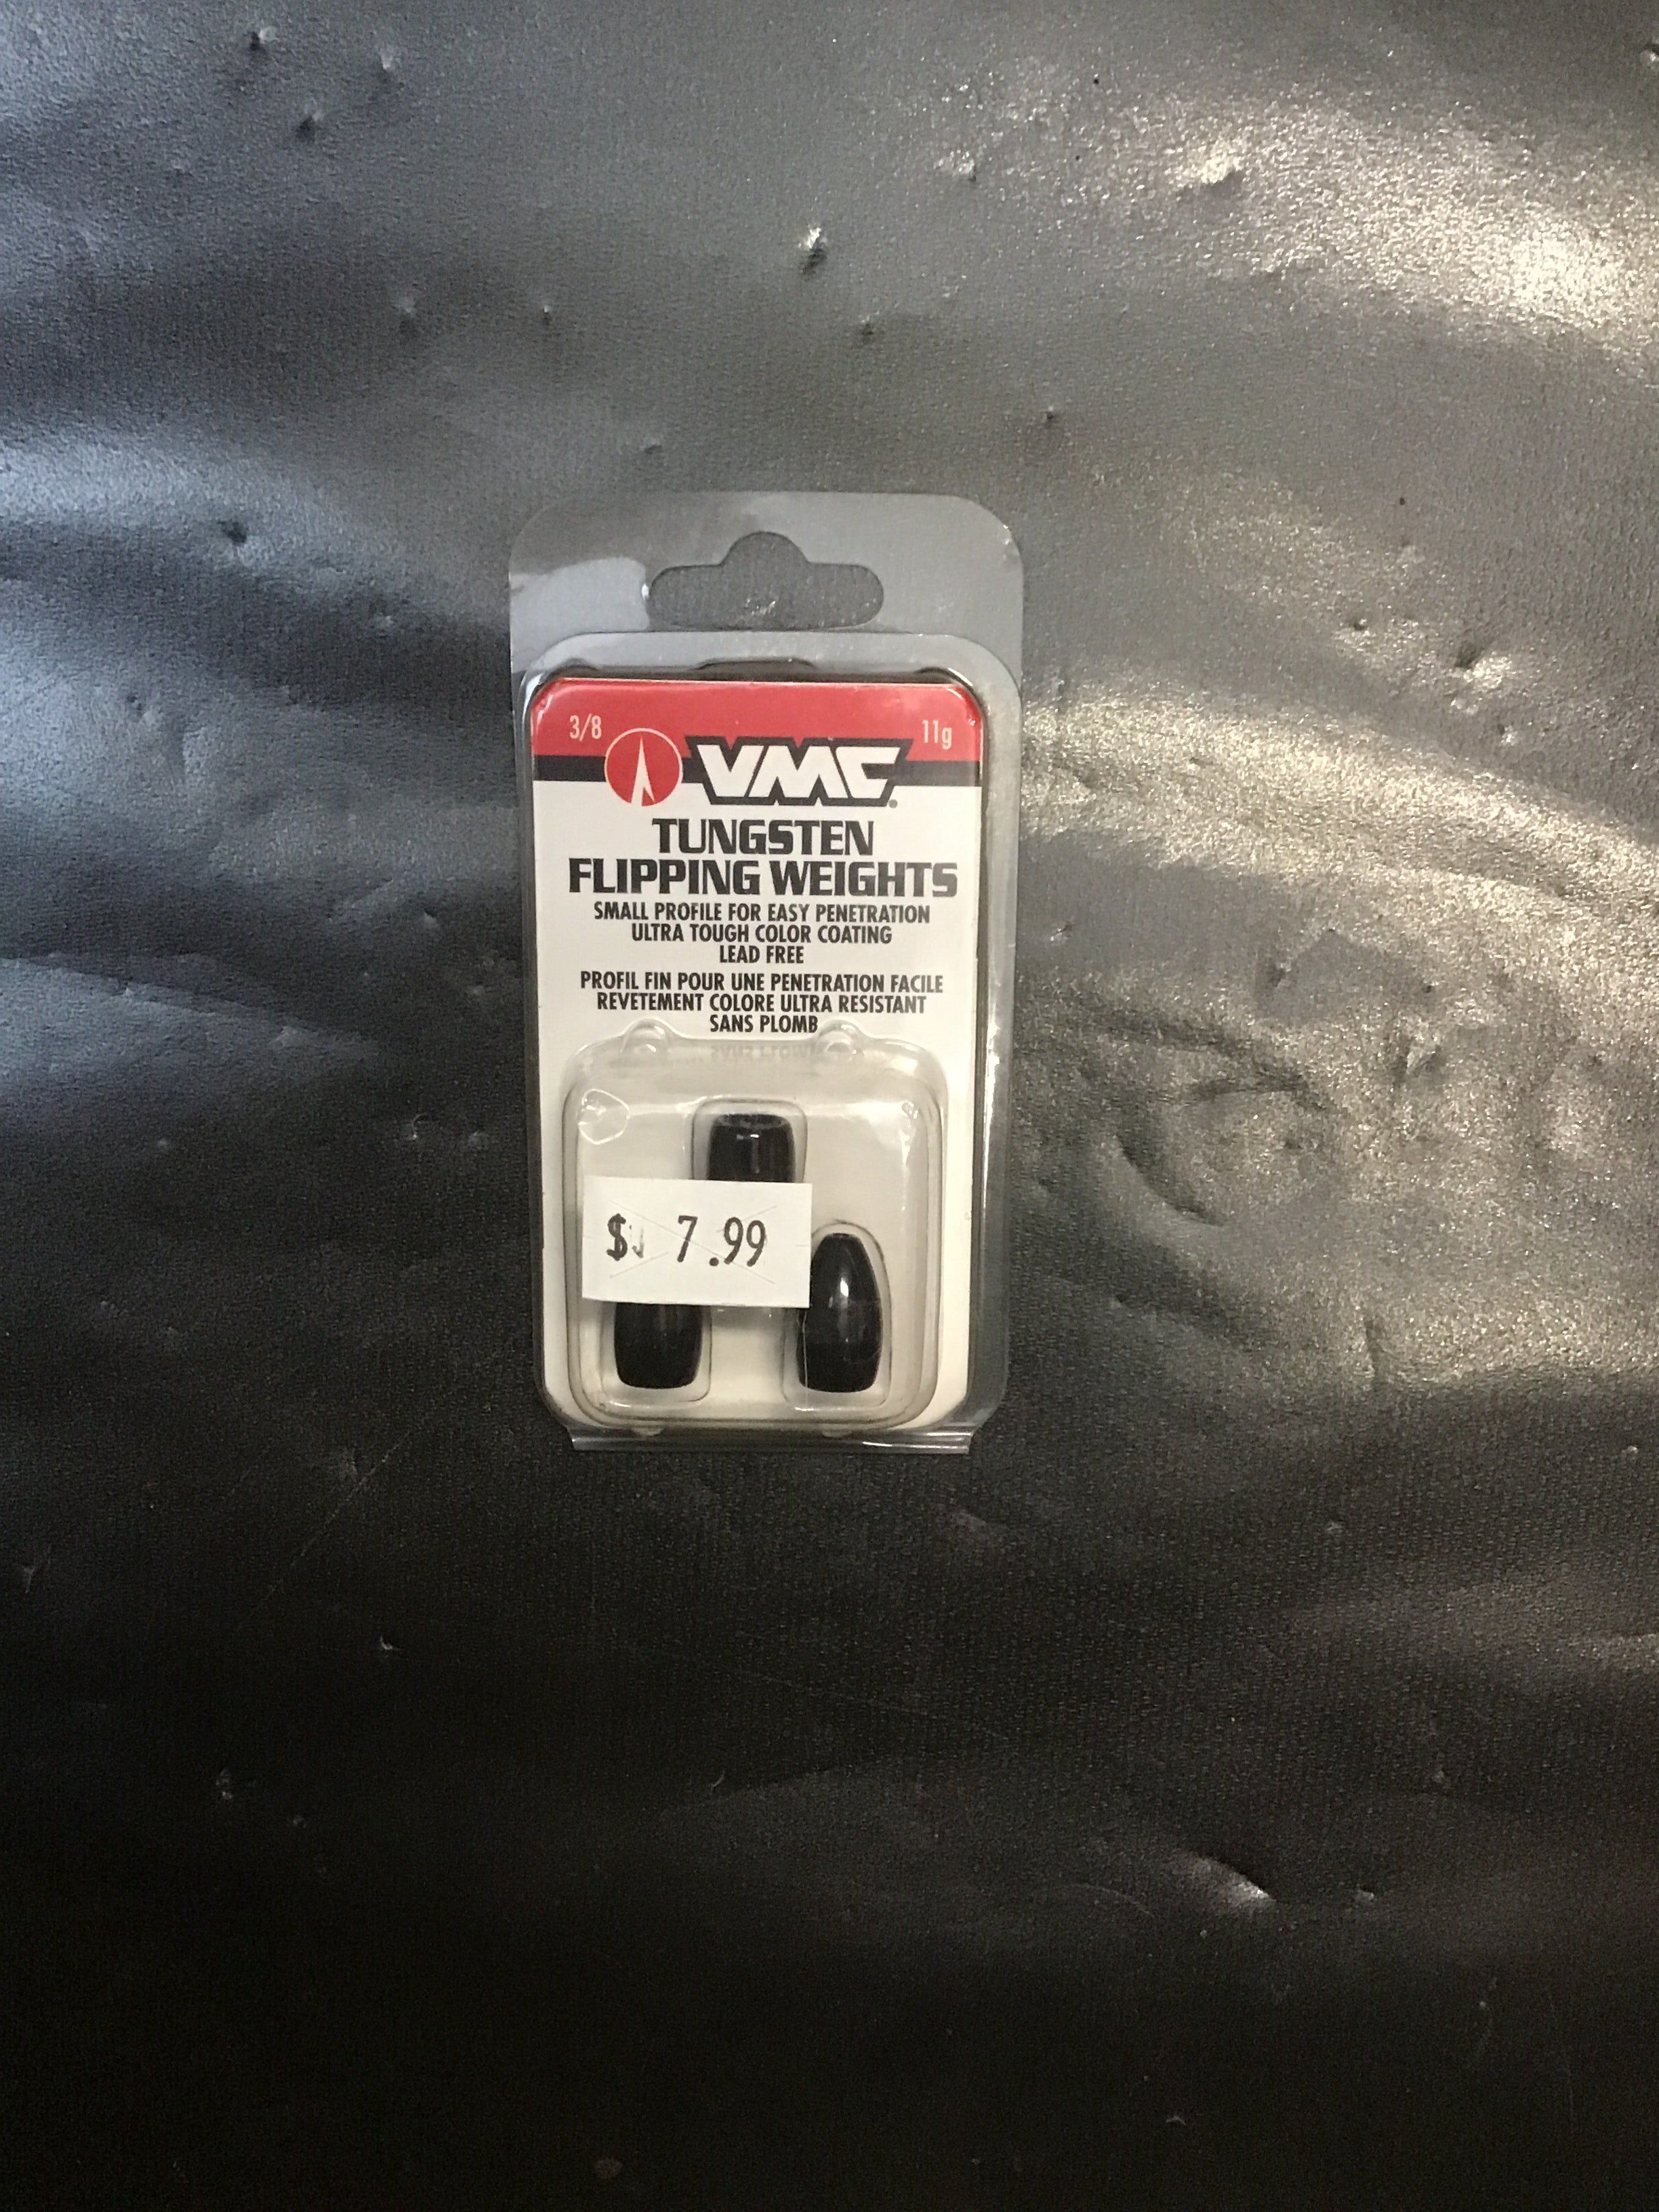 3/8
11g
VMC
TUNGSTEN
FLIPPING WEIGHTS
SMALL PROFILE FOR EASY PENETRATION
ULTRA TOUGH COLOR COATING
LEAD FREE
PROFIL FIN POUR UNE PENETRATION FACILE
REVETEMENT COLORE ULTRA RESISTANT
SANS PLOMB
$ 7.99